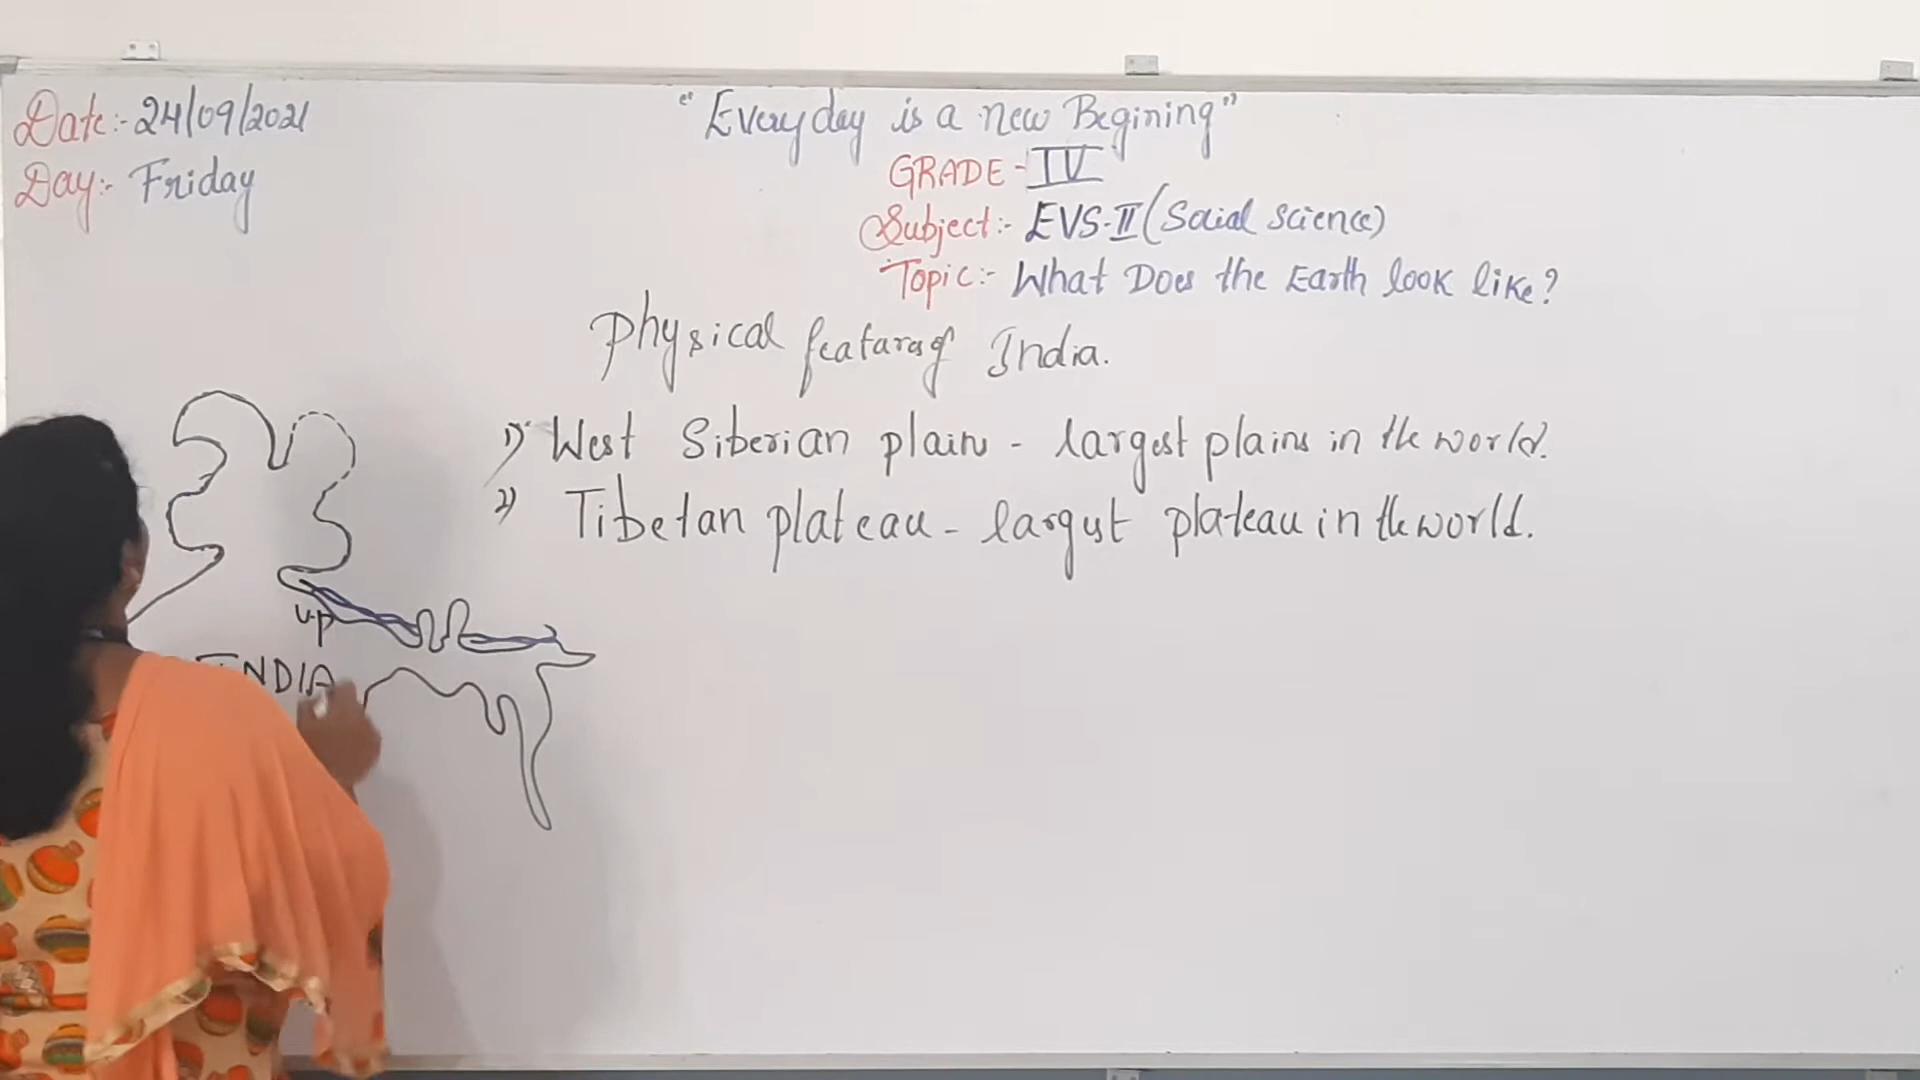 Date:- 24/09/2021
Day:- Friday
"Everyday is a new Begining"
GRADE - IV
Subject:- EVS-II (Social Science)
Topic:- What Does the Earth look like?
Physical featares of India.
1) West Siberian plain - largest plains in the world.
2) Tibetan plateau - largest plateau in the world.
U.P
INDIA